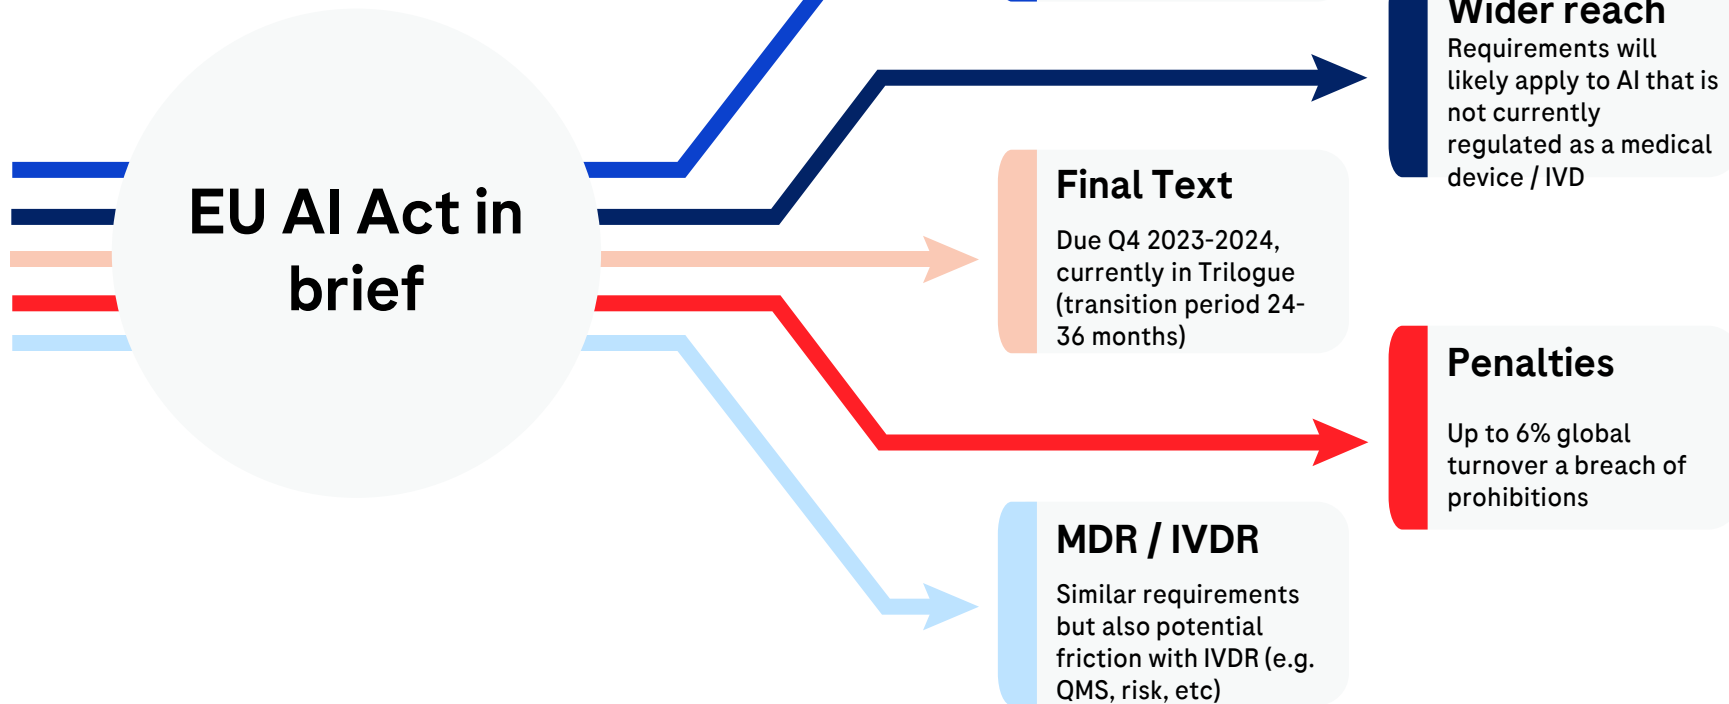 EU AI Act in
brief
Wider reach
Requirements will
likely apply to AI that is
not currently
regulated as a medical
device / IVD
Final Text
Due Q4 2023-2024,
currently in Trilogue
(transition period 24-
36 months)
Penalties
Up to 6% global
turnover a breach of
prohibitions
MDR / IVDR
Similar requirements
but also potential
friction with IVDR (e.g.
QMS, risk, etc)